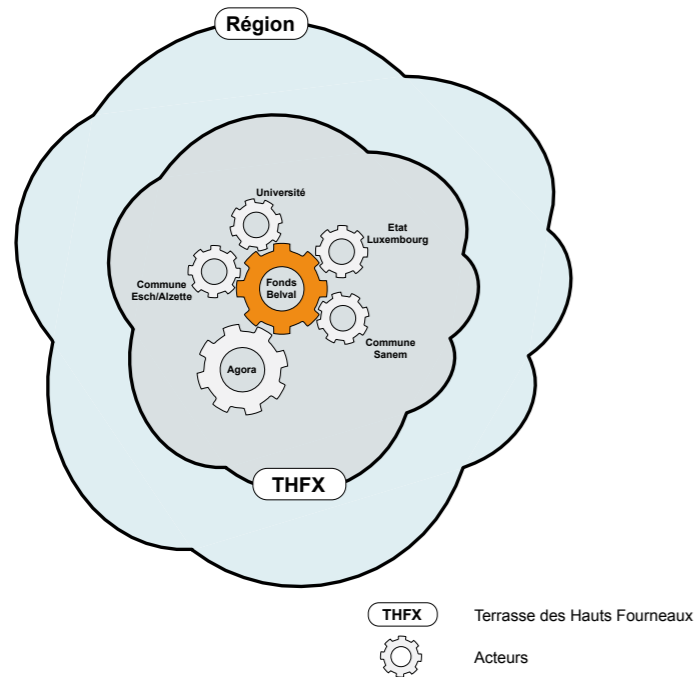 Région
Université
Etat
Luxembourg
Commune
Esch/Alzette
Fonds
Belval
Commune
Sanem
Agora
THFX
THFX
Terrasse des Hauts Fourneaux
Acteurs